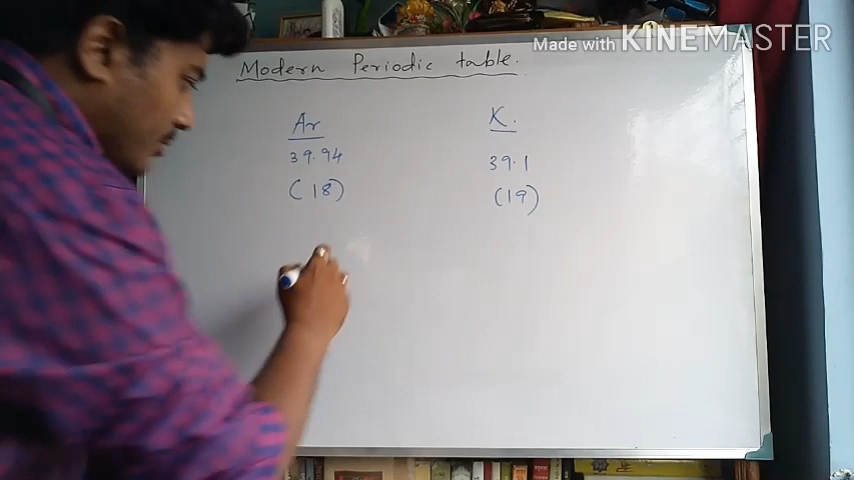 Made with KINEMASTER
Modern Periodic table.
Ar K.
39.94 39.1
(18) (19)